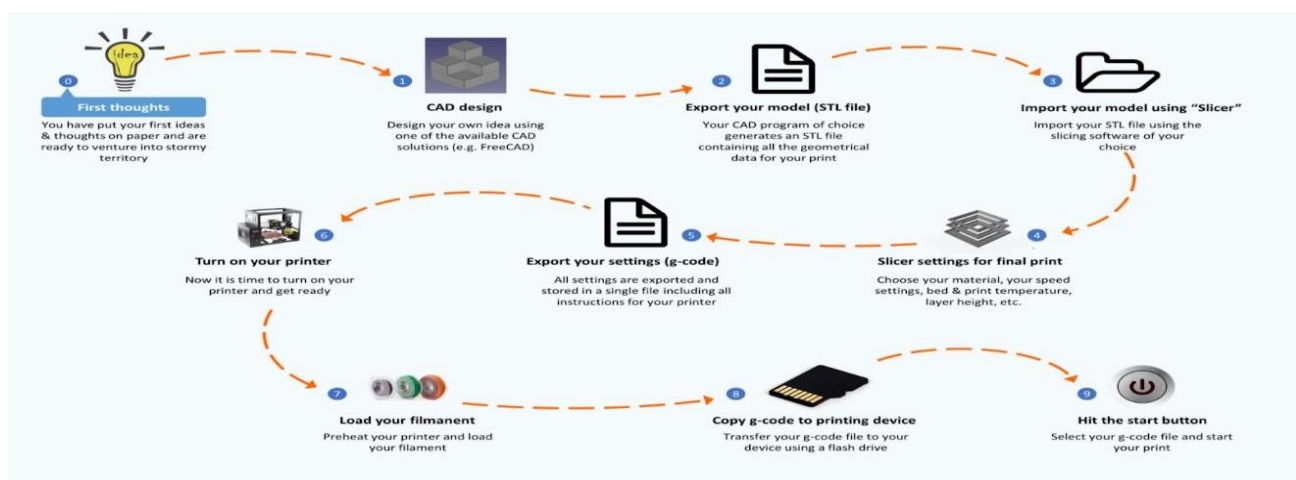 idea
0
First thoughts
You have put your first ideas
& thoughts on paper and are
ready to venture into stormy
territory
1
CAD design
Design your own idea using
one of the available CAD
solutions (e.g. FreeCAD)
2
Export your model (STL file)
Your CAD program of choice
generates an STL file
containing all the geometrical
data for your print
3
Import your model using “Slicer”
Import your STL file using the
slicing software of your
choice
4
Slicer settings for final print
Choose your material, your speed
settings, bed & print temperature,
layer height, etc.
5
Export your settings (g-code)
All settings are exported and
stored in a single file including all
instructions for your printer
6
Turn on your printer
Now it is time to turn on your
printer and get ready
7
Load your filmanent
Preheat your printer and load
your filament
8
Copy g-code to printing device
Transfer your g-code file to your
device using a flash drive
9
Hit the start button
Select your g-code file and start
your print